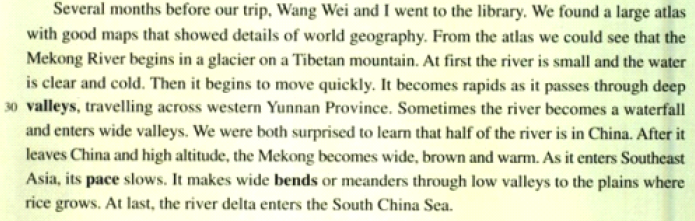 Several months before our trip, Wang Wei and I went to the library. We found a large atlas
with good maps that showed details of world geography. From the atlas we could see that the
Mekong River begins in a glacier on a Tibetan mountain. At first the river is small and the water
is clear and cold. Then it begins to move quickly. It becomes rapids as it passes through deep
30 valleys, travelling across western Yunnan Province. Sometimes the river becomes a waterfall
and enters wide valleys. We were both surprised to learn that half of the river is in China. After it
leaves China and high altitude, the Mekong becomes wide, brown and warm. As it enters Southeast
Asia, its pace slows. It makes wide bends or meanders through low valleys to the plains where
rice grows. At last, the river delta enters the South China Sea.